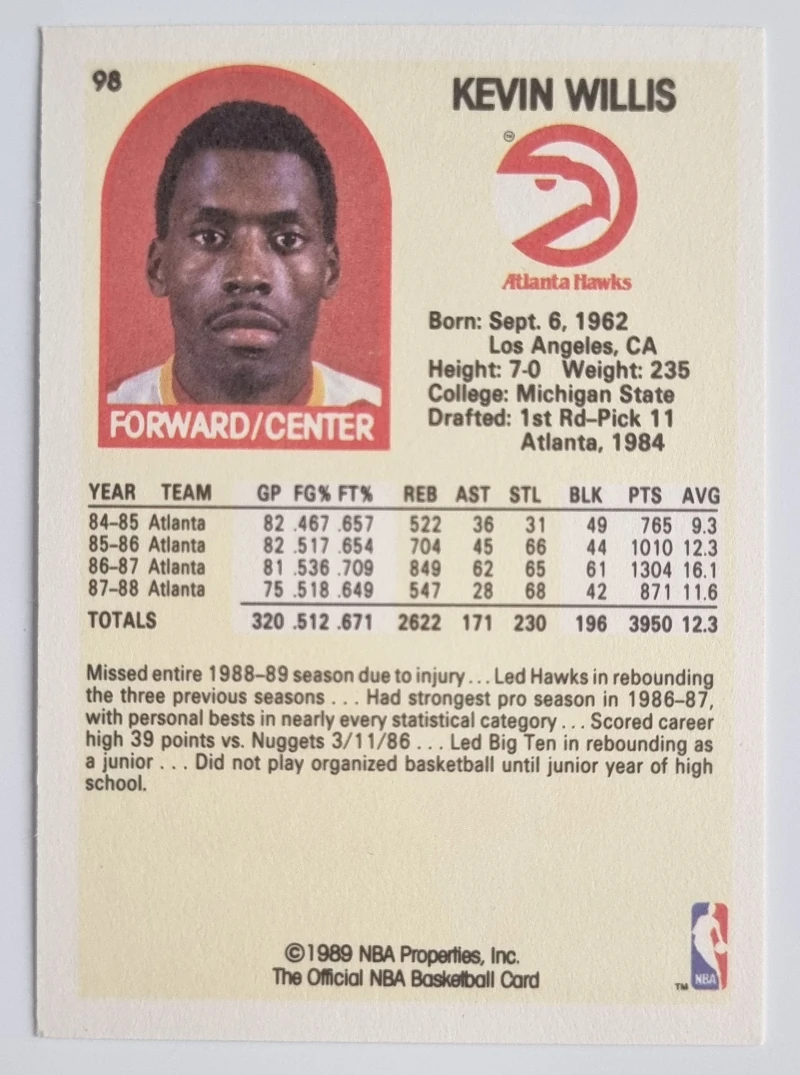 98
KEVIN WILLIS
TM
Atlanta Hawks
Born: Sept. 6, 1962
Los Angeles, CA
Height: 7-0 Weight: 235
College: Michigan State
Drafted: 1st Rd–Pick 11
Atlanta, 1984
FORWARD/CENTER
YEAR TEAM GP FG% FT% REB AST STL BLK PTS AVG
84–85 Atlanta 82 .467 .657 522 36 31 49 765 9.3
85–86 Atlanta 82 .517 .654 704 45 66 44 1010 12.3
86–87 Atlanta 81 .536 .709 849 62 65 61 1304 16.1
87–88 Atlanta 75 .518 .649 547 28 68 42 871 11.6
TOTALS 320 .512 .671 2622 171 230 196 3950 12.3
Missed entire 1988–89 season due to injury . . . Led Hawks in rebounding
the three previous seasons . . . Had strongest pro season in 1986–87,
with personal bests in nearly every statistical category . . . Scored career
high 39 points vs. Nuggets 3/11/86 . . . Led Big Ten in rebounding as
a junior . . . Did not play organized basketball until junior year of high
school.
©1989 NBA Properties, Inc.
The Official NBA Basketball Card
TM NBA